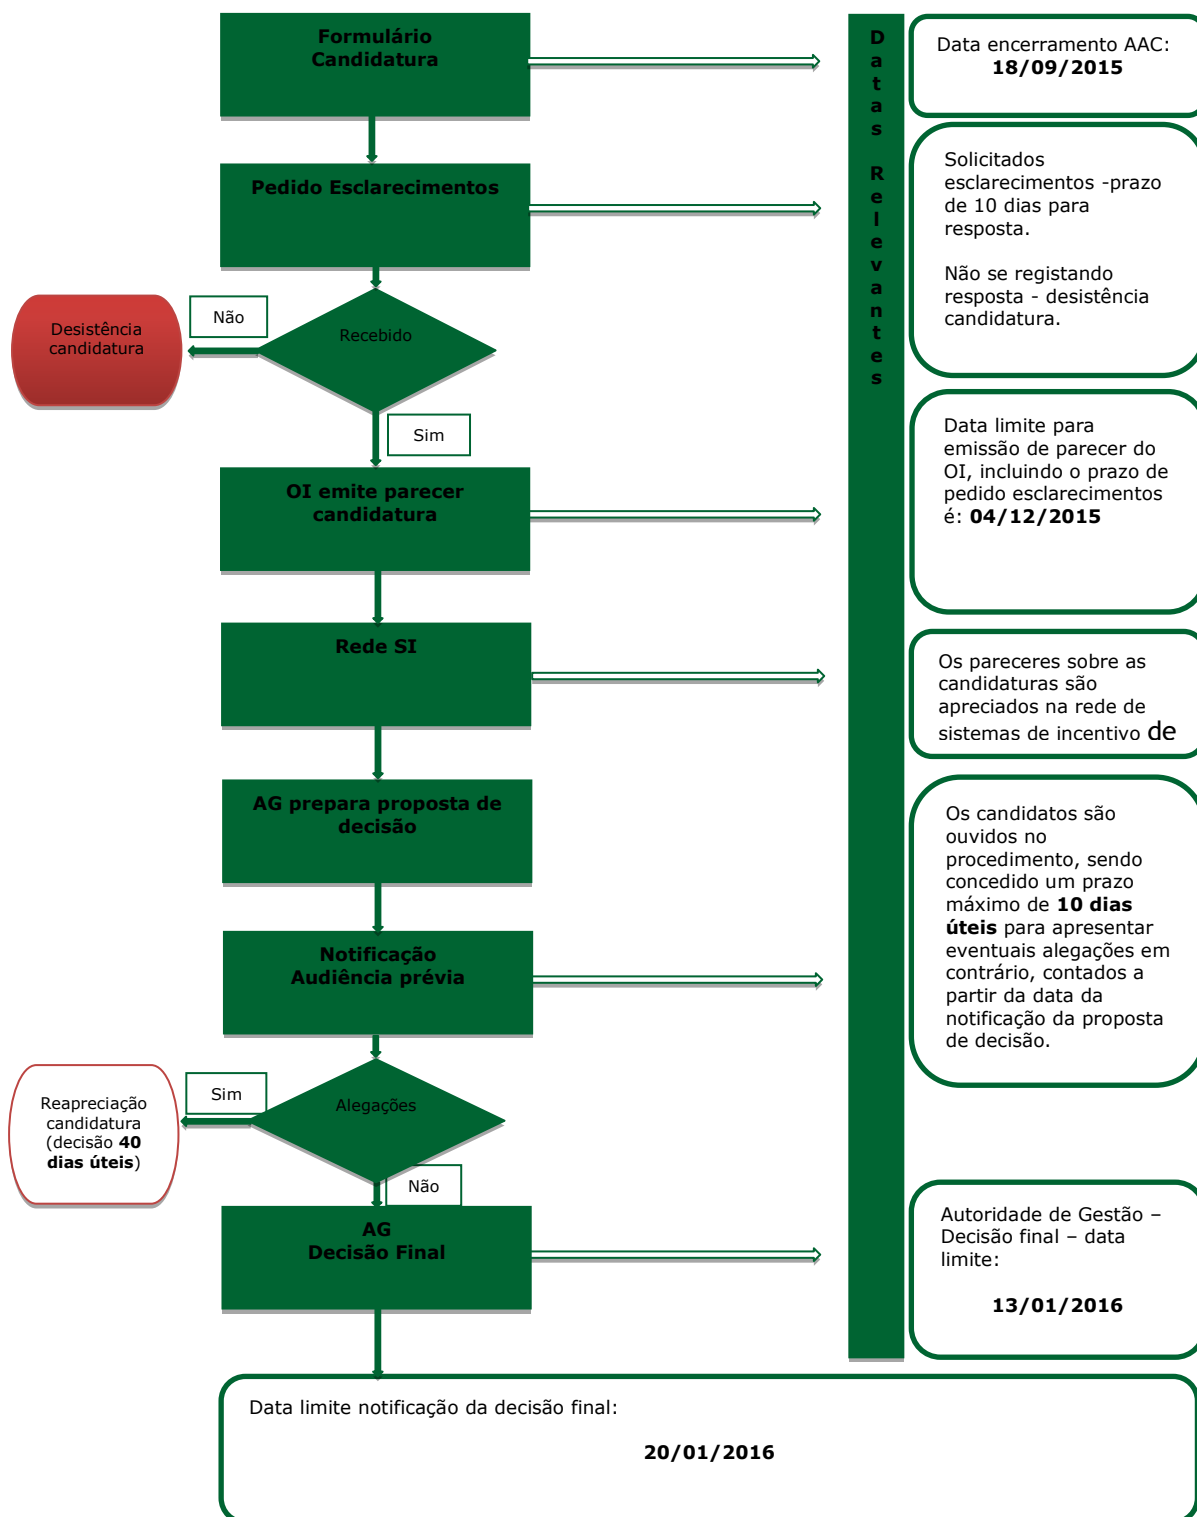 Formulário
Candidatura
Data encerramento AAC:
18/09/2015
Pedido Esclarecimentos
Solicitados
esclarecimentos -prazo
de 10 dias para
resposta.
Não se registando
resposta - desistência
candidatura.
Não
Desistência
candidatura
Recebido
Sim
OI emite parecer
candidatura
Data limite para
emissão de parecer do
OI, incluindo o prazo de
pedido esclarecimentos
é: 04/12/2015
Rede SI
Os pareceres sobre as
candidaturas são
apreciados na rede de
sistemas de incentivo de
AG prepara proposta de
decisão
Os candidatos são
ouvidos no
procedimento, sendo
concedido um prazo
máximo de 10 dias
úteis para apresentar
eventuais alegações em
contrário, contados a
partir da data da
notificação da proposta
de decisão.
Notificação
Audiência prévia
Sim
Reapreciação
candidatura
(decisão 40
dias úteis)
Alegações
Não
AG
Decisão Final
Autoridade de Gestão –
Decisão final – data
limite:
13/01/2016
Datas Relevantes
Data limite notificação da decisão final:
20/01/2016